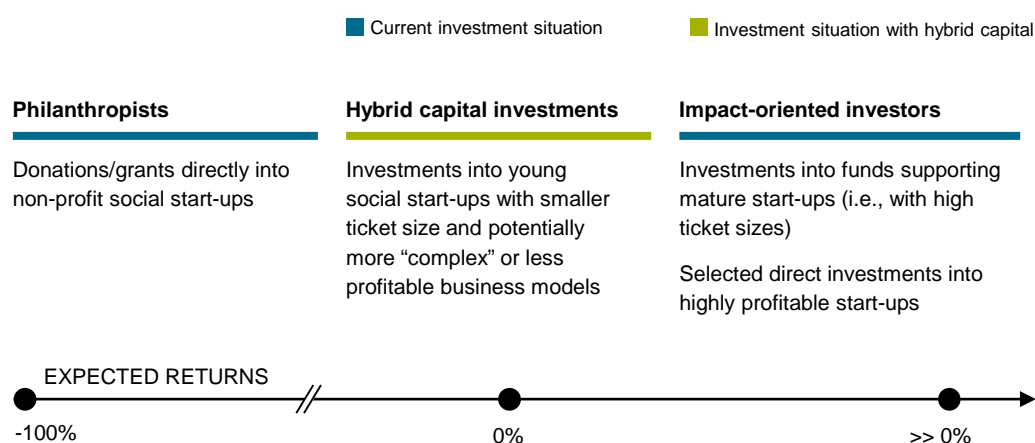 Current investment situation
Investment situation with hybrid capital
Philanthropists
Donations/grants directly into
non-profit social start-ups
Hybrid capital investments
Investments into young
social start-ups with smaller
ticket size and potentially
more “complex” or less
profitable business models
Impact-oriented investors
Investments into funds supporting
mature start-ups (i.e., with high
ticket sizes)
Selected direct investments into
highly profitable start-ups
EXPECTED RETURNS
-100%
0%
>> 0%